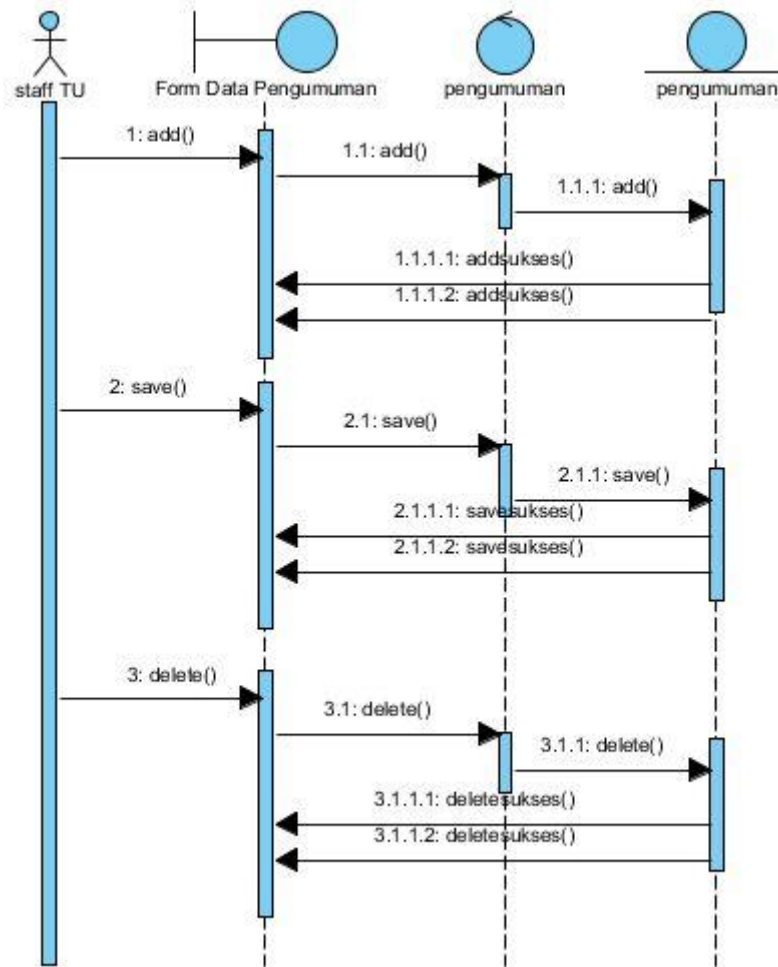 staff TU
Form Data Pengumuman
pengumuman
pengumuman
1: add()
1.1: add()
1.1.1: add()
1.1.1.1: addsukses()
1.1.1.2: addsukses()
2: save()
2.1: save()
2.1.1: save()
2.1.1.1: savesukses()
2.1.1.2: savesukses()
3: delete()
3.1: delete()
3.1.1: delete()
3.1.1.1: deletesukses()
3.1.1.2: deletesukses()